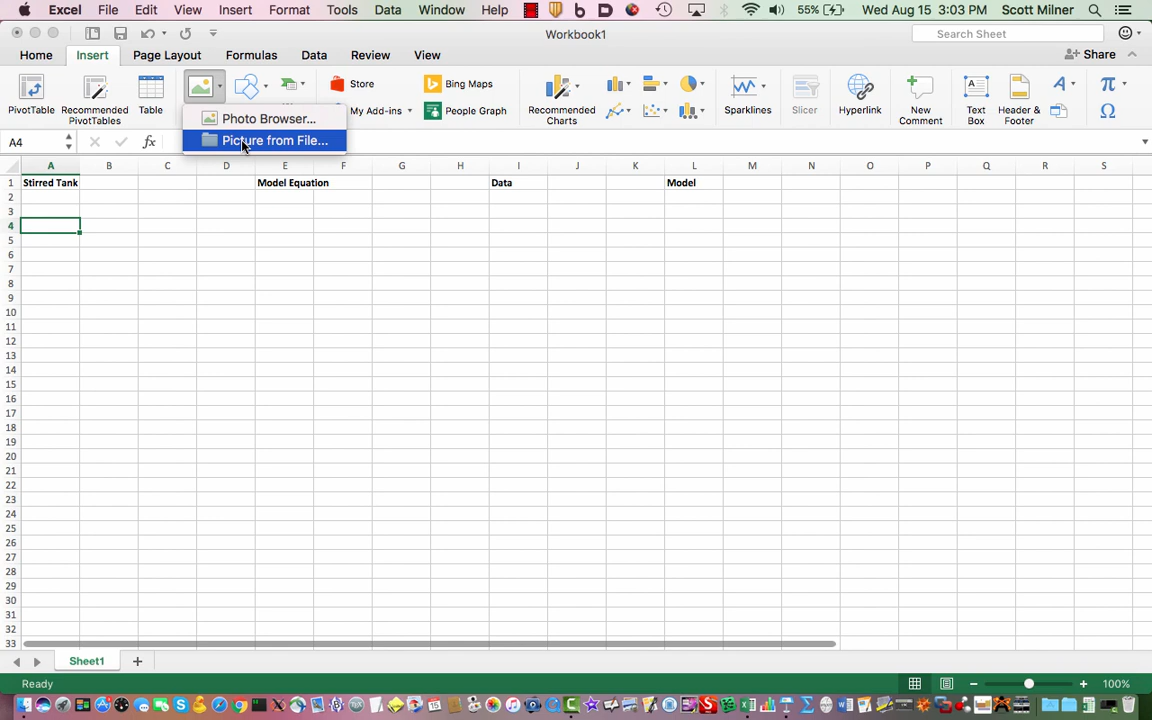 Excel File Edit View Insert Format Tools Data Window Help 55% Wed Aug 15 3:03 PM Scott Milner
Workbook1
Search Sheet
Home Insert Page Layout Formulas Data Review View
Share
Store
Bing Maps
PivotTable
Recommended
PivotTables
Table
My Add-ins
People Graph
Recommended
Charts
Sparklines
Slicer
Hyperlink
New
Comment
Text
Box
Header
Footer
Photo Browser...
Picture from File...
A4
fx
A B C D E F G H I J K L M N O P Q R S
1 Stirred Tank Model Equation Data Model
2
3
4
5
6
7
8
9
10
11
12
13
14
15
16
17
18
19
20
21
22
23
24
25
26
27
28
29
30
31
32
33
Sheet1
Ready
100%